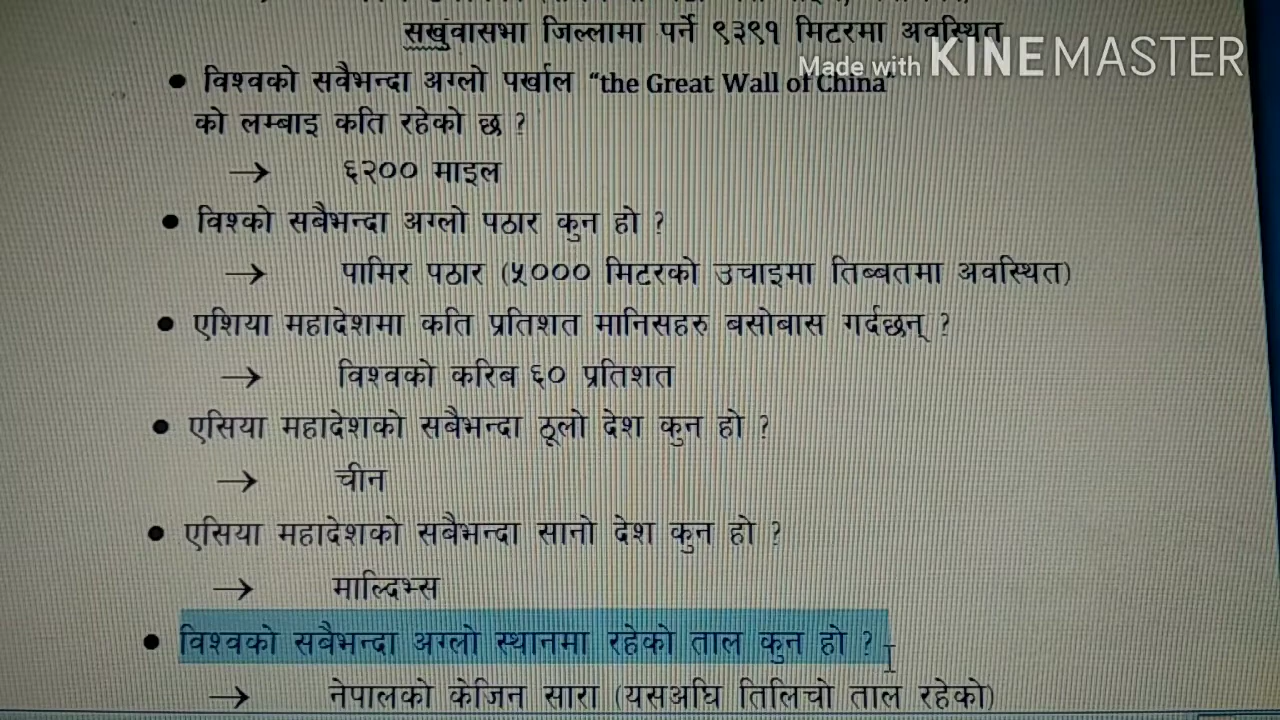 सखुंवासभा जिल्लामा पर्ने ९३९१ मिटरमा अवस्थित
Made with KINEMASTER
• विश्वको सवैभन्दा अग्लो पर्खाल “the Great Wall of China”
को लम्बाइ कति रहेको छ ?
→ ६२०० माइल
• विश्को सबैभन्दा अग्लो पठार कुन हो ?
→ पामिर पठार (५००० मिटरको उचाइमा तिब्बतमा अवस्थित)
• एशिया महादेशमा कति प्रतिशत मानिसहरु बसोबास गर्दछन् ?
→ विश्वको करिब ६० प्रतिशत
• एसिया महादेशको सबैभन्दा ठूलो देश कुन हो ?
→ चीन
• एसिया महादेशको सबैभन्दा सानो देश कुन हो ?
→ माल्दिभ्स
• विश्वको सबैभन्दा अग्लो स्थानमा रहेको ताल कुन हो ?
→ नेपालको केजिन सारा (यसअघि तिलिचो ताल रहेको)